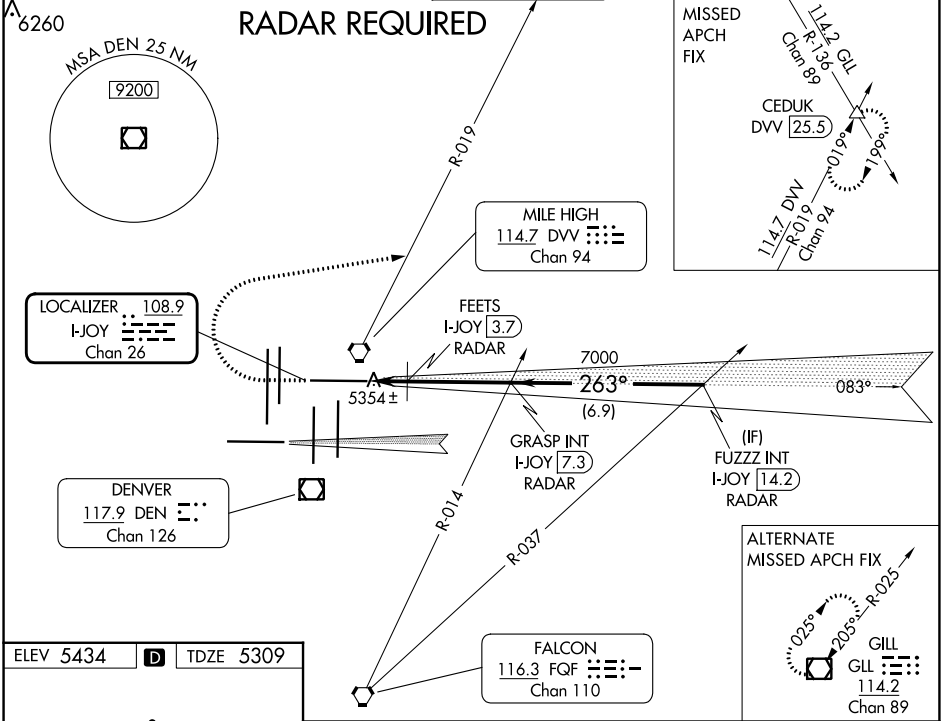 6260
RADAR REQUIRED
MSA DEN 25 NM
9200
MISSED
APCH
FIX
114.2 GLL
R-136
Chan 89
CEDUK
DVV 25.5
019°
199°
114.7 DVV
R-019
Chan 94
R-019
MILE HIGH
114.7 DVV
Chan 94
LOCALIZER 108.9
I-JOY
Chan 26
FEETS
I-JOY 3.7
RADAR
7000
263°
(6.9)
083°
5354 ±
GRASP INT
I-JOY 7.3
RADAR
(IF)
FUZZZ INT
I-JOY 14.2
RADAR
DENVER
117.9 DEN
Chan 126
R-014
R-037
ALTERNATE
MISSED APCH FIX
R-025
025°
205°
GILL
GLL
114.2
Chan 89
FALCON
116.3 FQF
Chan 110
ELEV 5434 D TDZE 5309